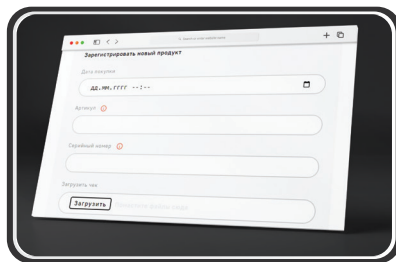 Зарегистрировать новый продукт
Дата покупки
ДД.ММ.ГГГГ --:--
Артикул
Серийный номер
Загрузить чек
Загрузить